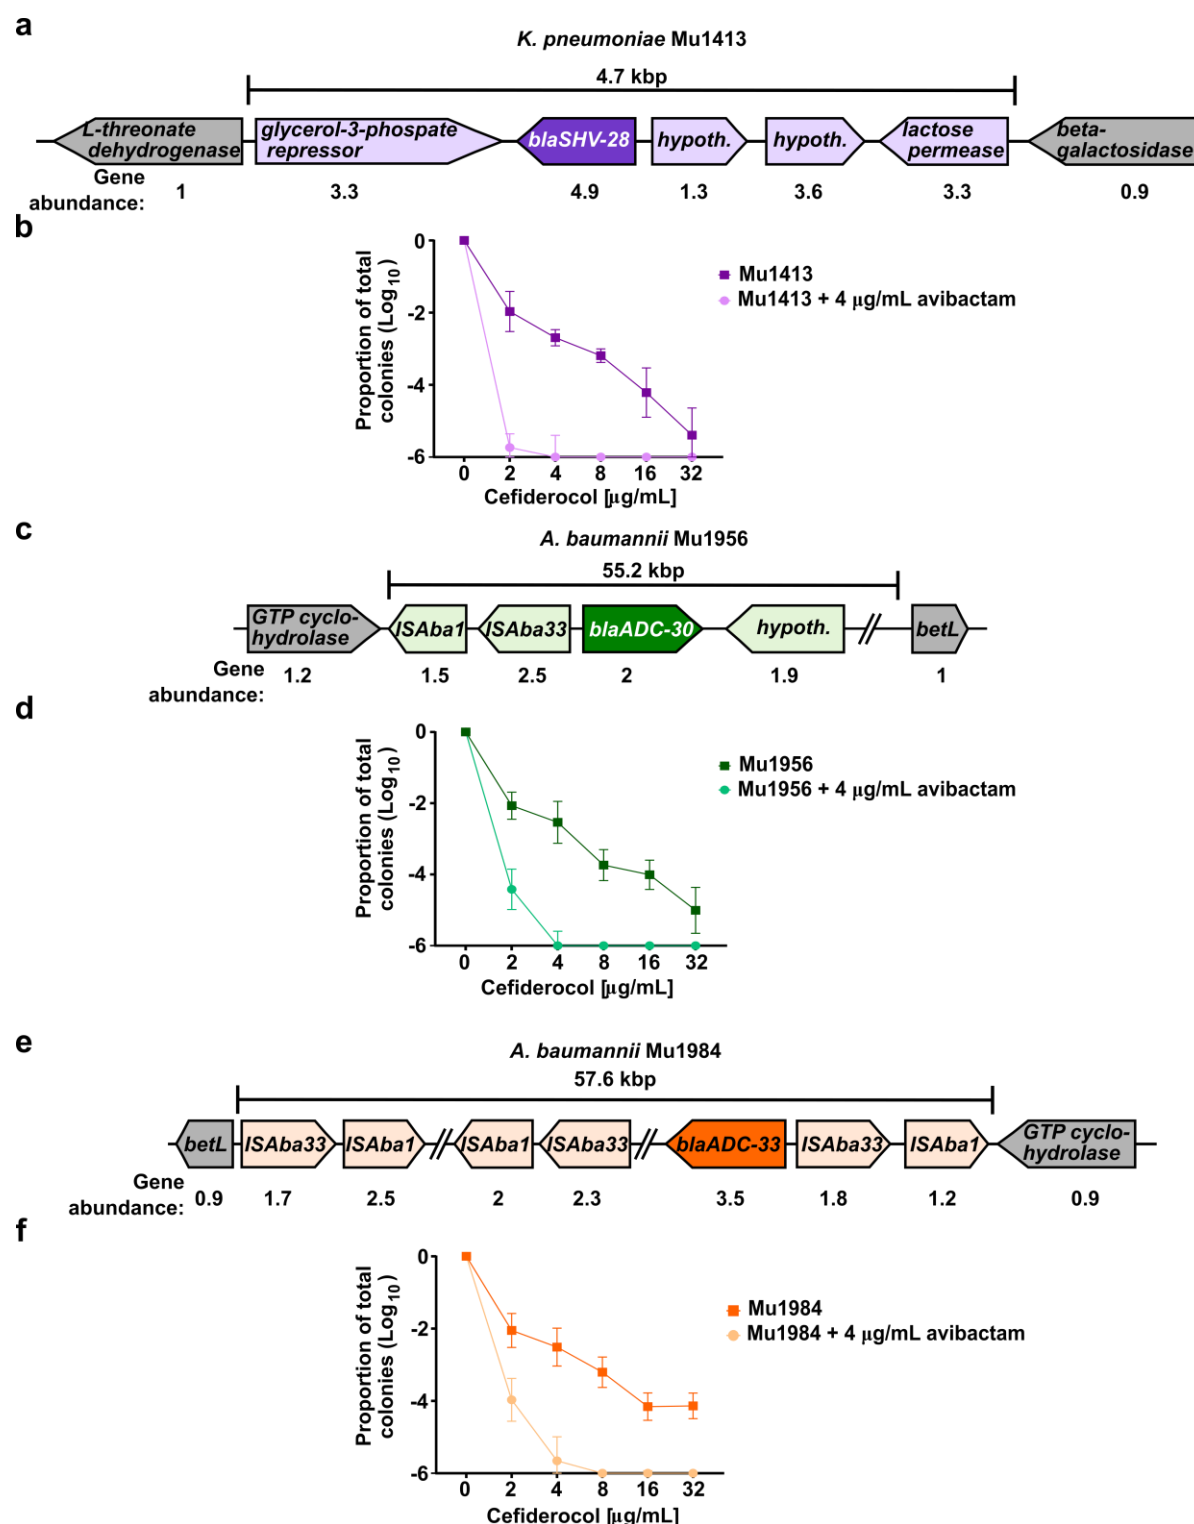 a
K. pneumoniae Mu1413
4.7 kbp
L-threonate dehydrogenase
glycerol-3-phospate repressor
blaSHV-28
hypoth.
hypoth.
lactose permease
beta-galactosidase
Gene abundance:
1
3.3
4.9
1.3
3.6
3.3
0.9
b
Proportion of total colonies (Log10)
0
-2
-4
-6
0 2 4 8 16 32
Cefiderocol [μg/mL]
Mu1413
Mu1413 + 4 μg/mL avibactam
c
A. baumannii Mu1956
55.2 kbp
GTP cyclo-hydrolase
ISAba1
ISAba33
blaADC-30
hypoth.
betL
Gene abundance:
1.2
1.5
2.5
2
1.9
1
d
Proportion of total colonies (Log10)
0
-2
-4
-6
0 2 4 8 16 32
Cefiderocol [μg/mL]
Mu1956
Mu1956 + 4 μg/mL avibactam
e
A. baumannii Mu1984
57.6 kbp
betL
ISAba33
ISAba1
ISAba1
ISAba33
blaADC-33
ISAba33
ISAba1
GTP cyclo-hydrolase
Gene abundance:
0.9
1.7
2.5
2
2.3
3.5
1.8
1.2
0.9
f
Proportion of total colonies (Log10)
0
-2
-4
-6
0 2 4 8 16 32
Cefiderocol [μg/mL]
Mu1984
Mu1984 + 4 μg/mL avibactam